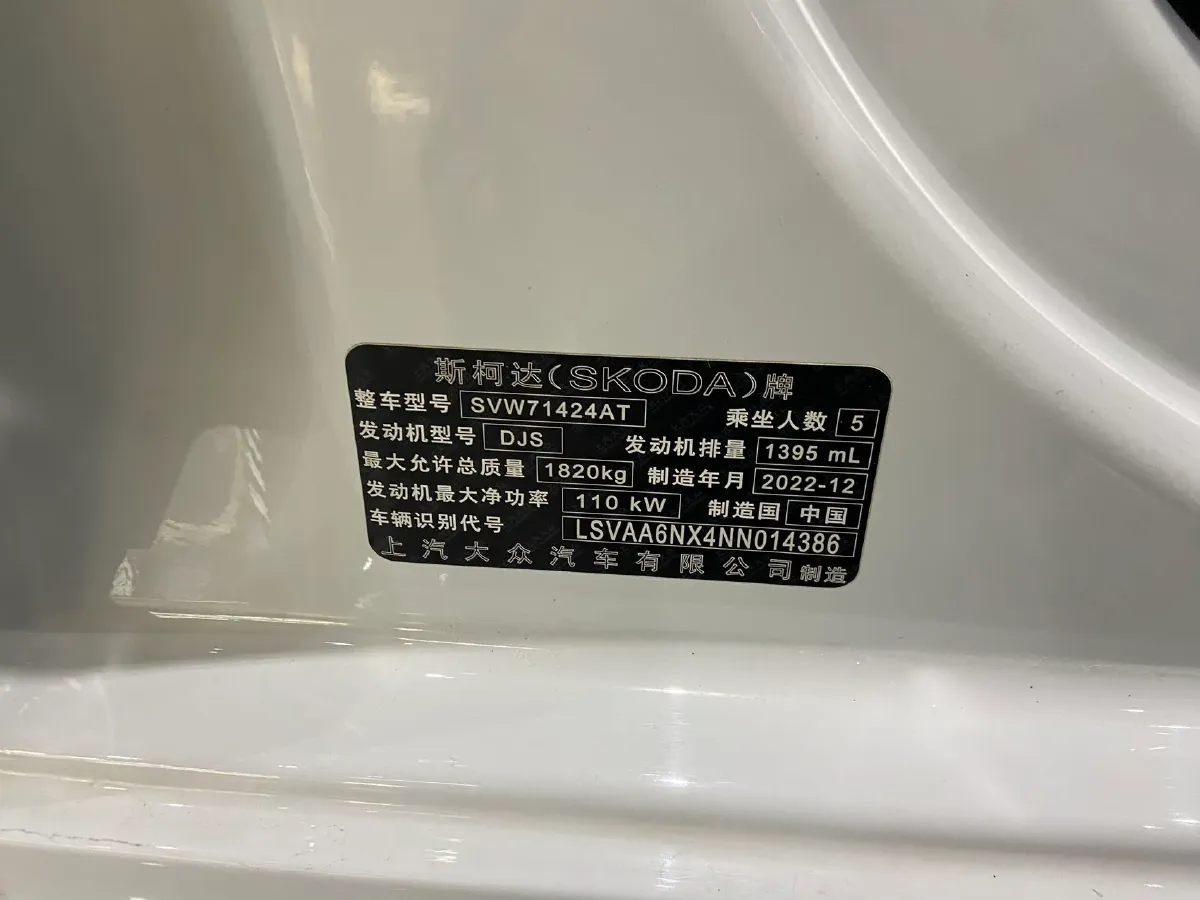 斯柯达(SKODA)牌
整车型号 SVW71424AT 乘坐人数 5
发动机型号 DJS 发动机排量 1395 mL
最大允许总质量 1820kg 制造年月 2022-12
发动机最大净功率 110 kW 制造国 中国
车辆识别代号 LSVAA6NX4NN014386
上汽大众汽车有限公司制造